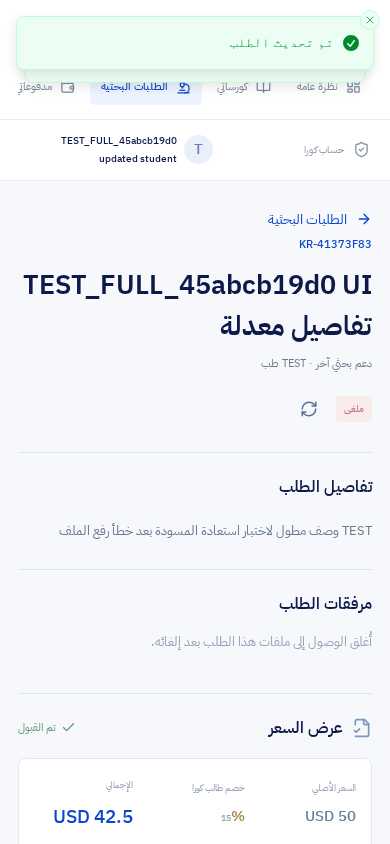 تم تحديث الطلب
نظرة عامة
كورساتي
الطلبات البحثية
مدفوعاتي
حساب كورا
T
TEST_FULL_45abcb19d0
updated student
الطلبات البحثية
KR-41373F83
TEST_FULL_45abcb19d0 UI
تفاصيل معدلة
دعم بحثي آخر · TEST طب
ملغى
تفاصيل الطلب
TEST وصف مطول لاختبار استعادة المسودة بعد خطأ رفع الملف
مرفقات الطلب
أُغلق الوصول إلى ملفات هذا الطلب بعد إلغائه.
عرض السعر
تم القبول
السعر الأصلي
خصم طالب كورا
الإجمالي
USD 50
15%
USD 42.5